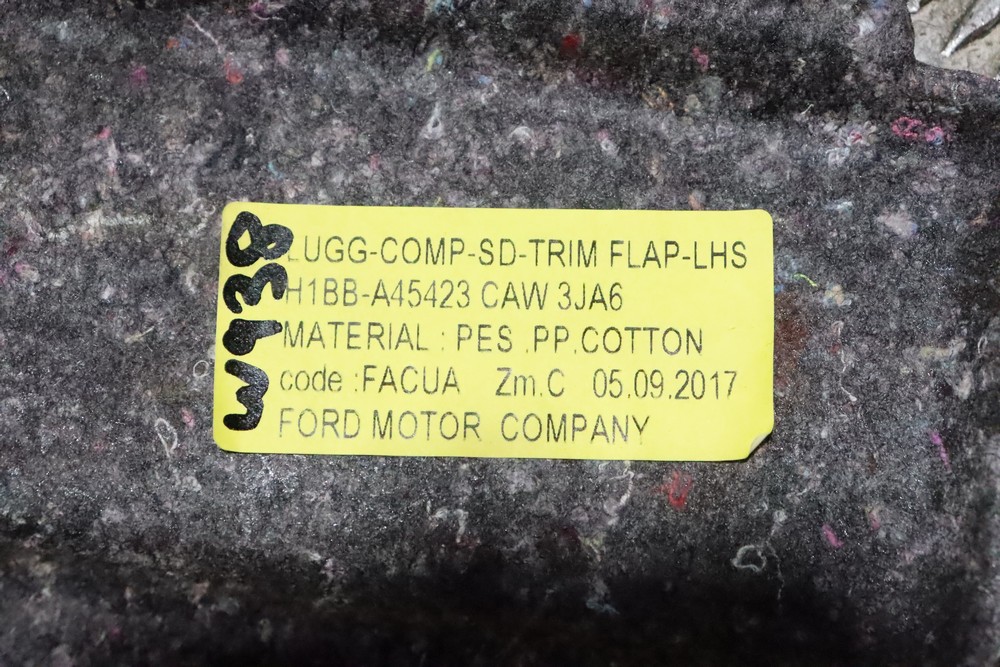 LUGG-COMP-SD-TRIM FLAP-LHS
H1BB-A45423 CAW 3JA6
MATERIAL : PES .PP.COTTON
code :FACUA Zm.C 05.09.2017
FORD MOTOR COMPANY
W938